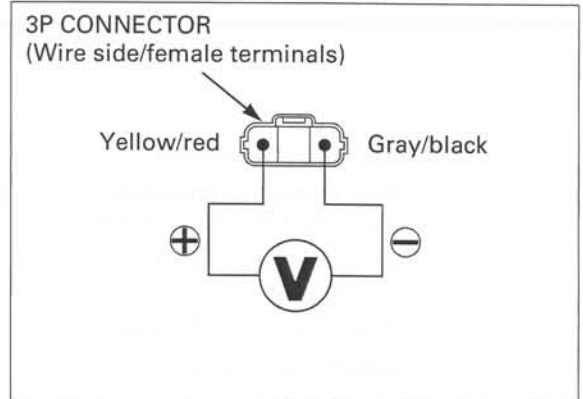 3P CONNECTOR
(Wire side/female terminals)
Yellow/red
Gray/black
+
−
V